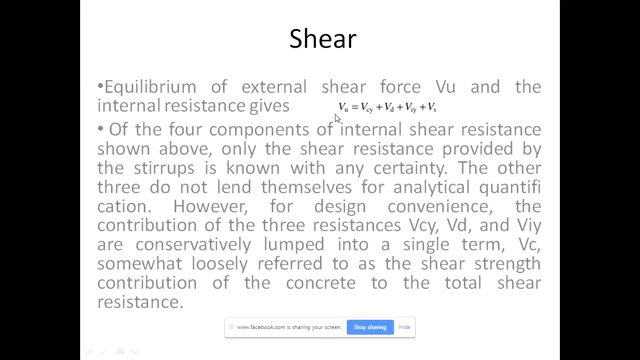 Shear
•Equilibrium of external shear force Vu and the
internal resistance gives Vu = Vcy + Vd + Viy + Vs
• Of the four components of internal shear resistance
shown above, only the shear resistance provided by
the stirrups is known with any certainty. The other
three do not lend themselves for analytical quantifi
cation. However, for design convenience, the
contribution of the three resistances Vcy, Vd, and Viy
are conservatively lumped into a single term, Vc,
somewhat loosely referred to as the shear strength
contribution of the concrete to the total shear
resistance.
www.facebook.com is sharing your screen. Stop sharing Hide